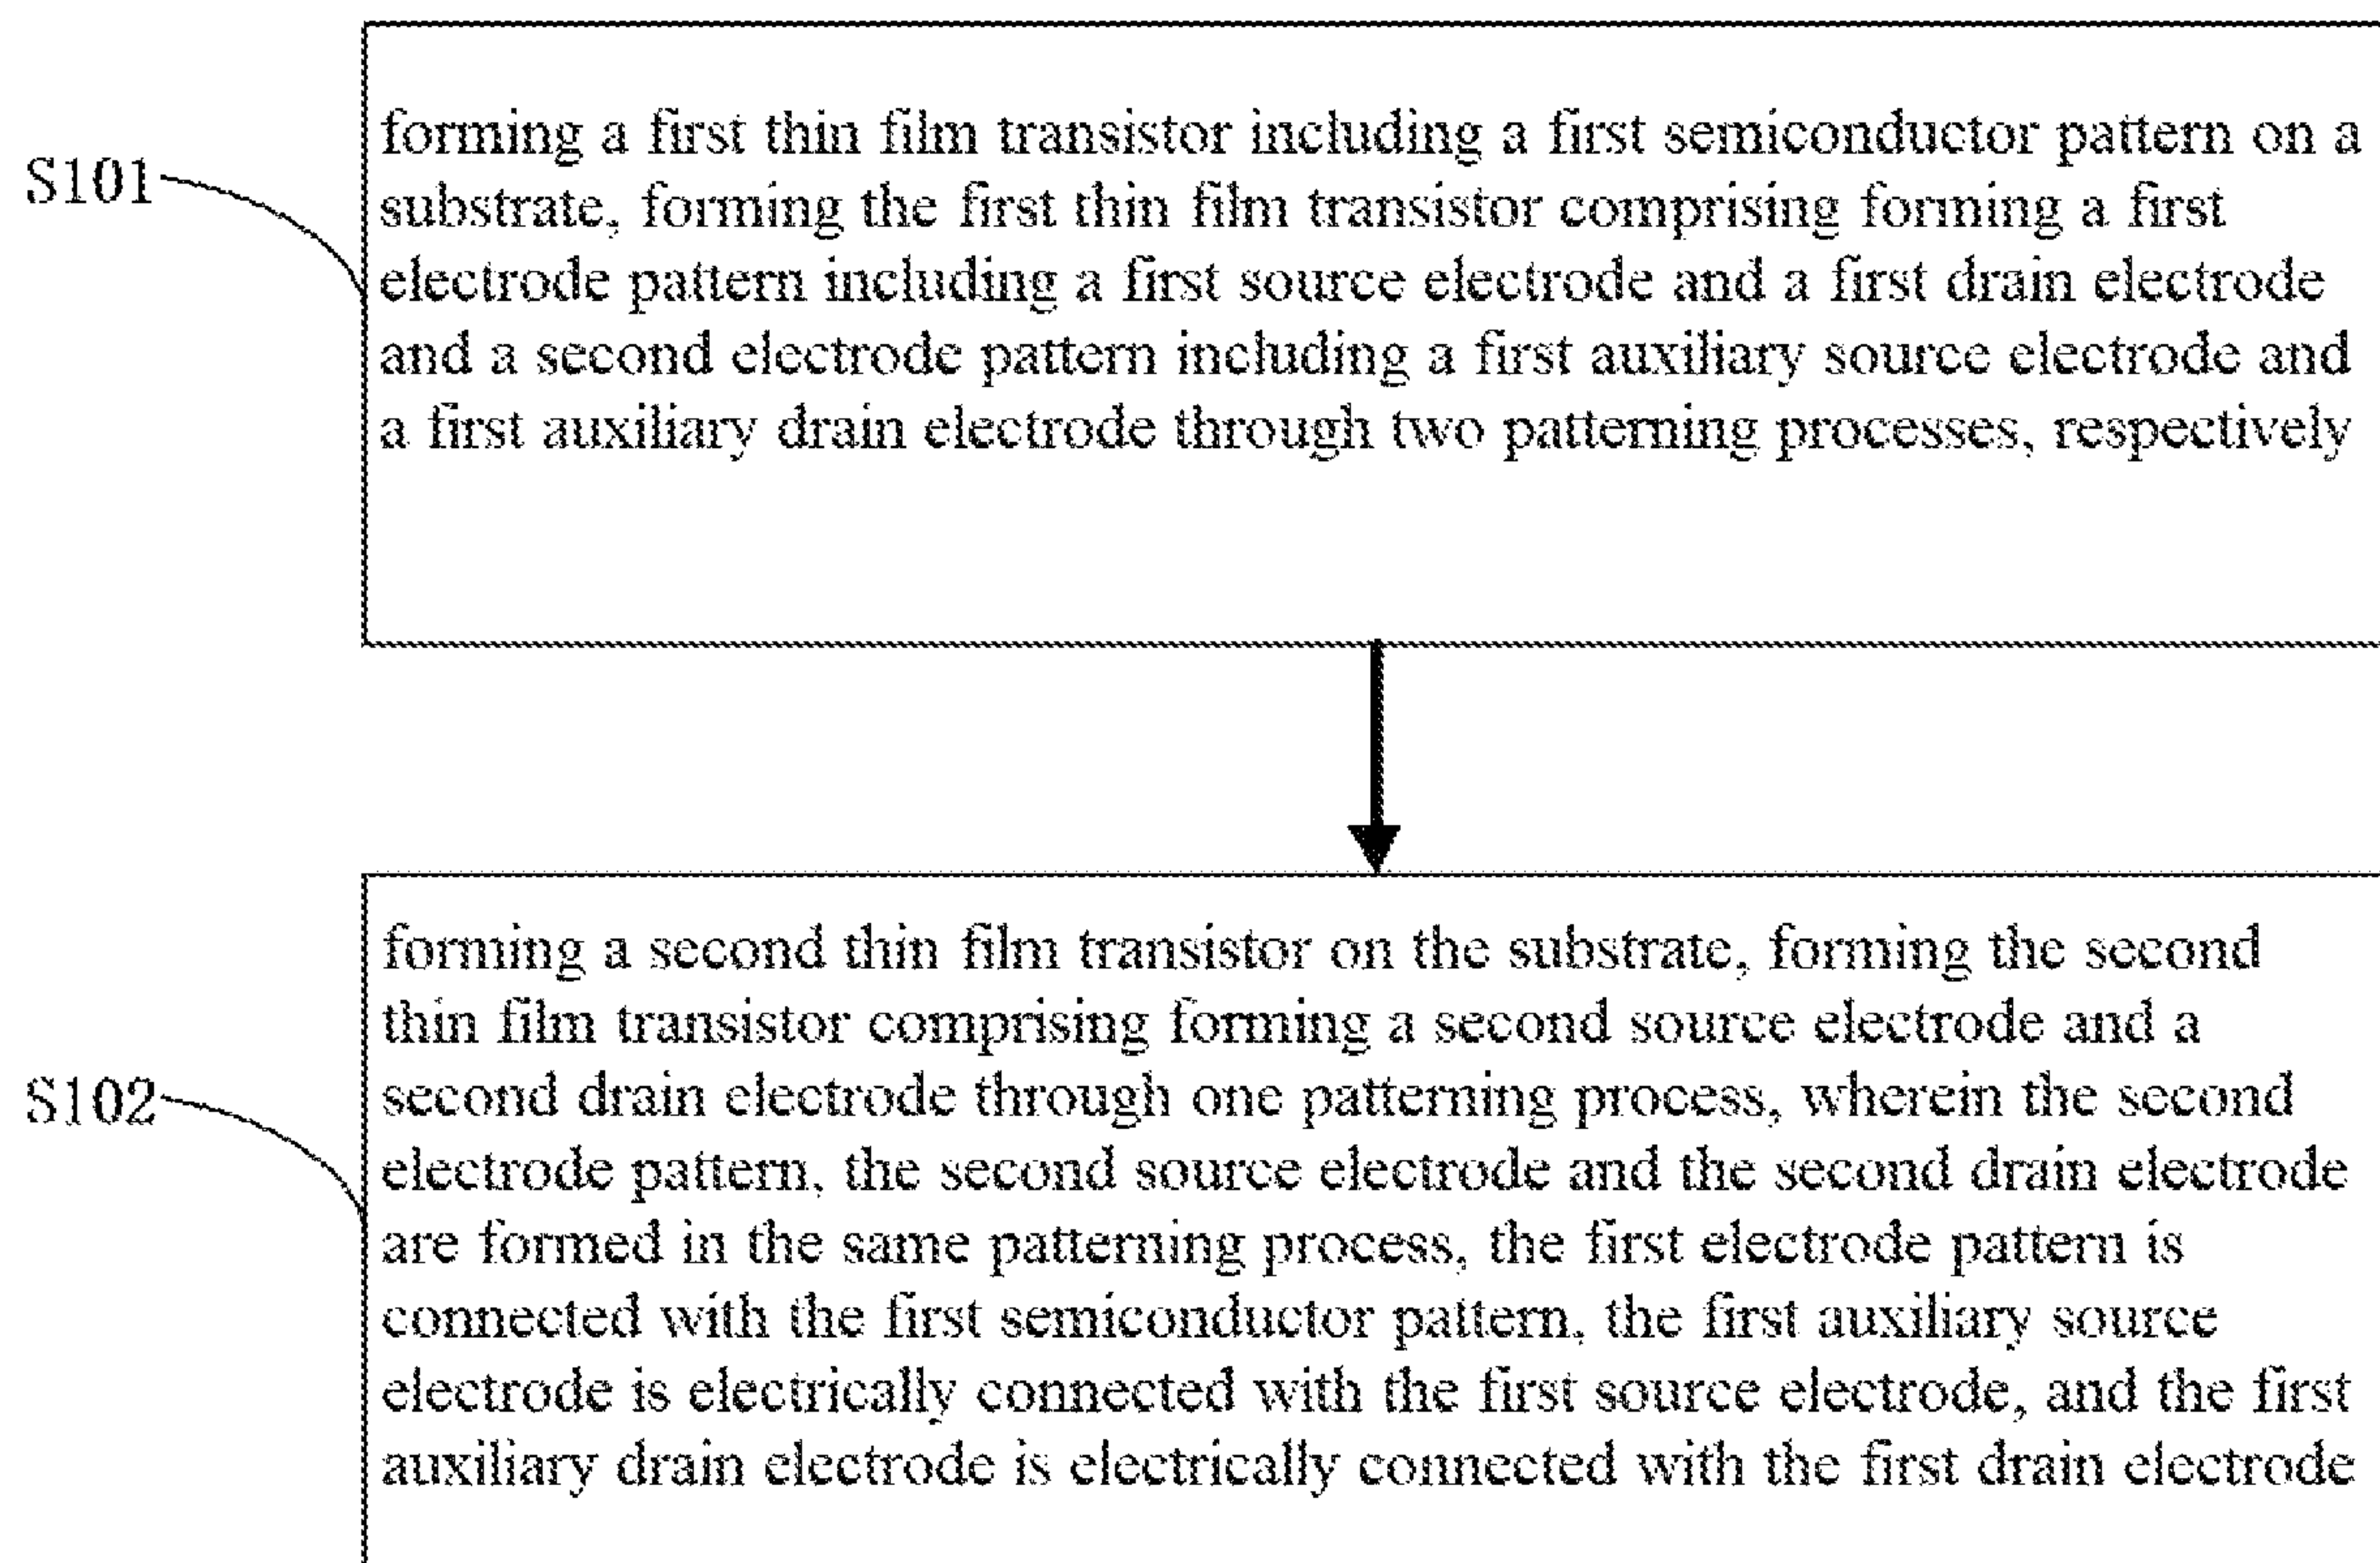 forming a first thin film transistor including a first semiconductor pattern on a
S101
substrate, forming the first thin film transistor comprising forming a first
electrode pattern including a first source electrode and a first drain electrode
and a second electrode pattern including a first auxiliary source electrode and
a first auxiliary drain electrode through two patterning processes, respectively
forming a second thin film transistor on the substrate, forming the second
thin film transistor comprising forming a second source electrode and a
S102
second drain electrode through one patterning process, wherein the second
electrode pattern, the second source electrode and the second drain electrode
are formed in the same patterning process, the first electrode pattern is
connected with the first semiconductor pattern, the first auxiliary source
electrode is electrically connected with the first source electrode, and the first
auxiliary drain electrode is electrically connected with the first drain electrode